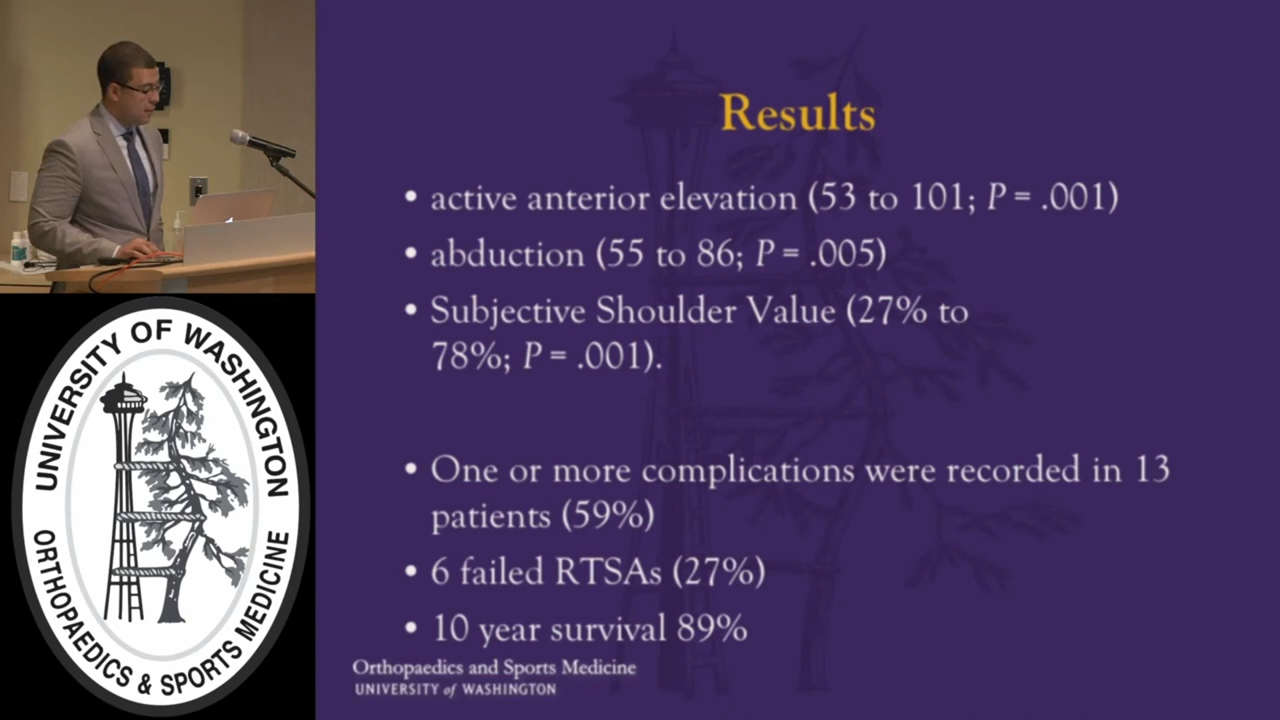 Results
• active anterior elevation (53 to 101; P = .001)
• abduction (55 to 86; P = .005)
• Subjective Shoulder Value (27% to
78%; P = .001).
• One or more complications were recorded in 13
patients (59%)
• 6 failed RTSAs (27%)
• 10 year survival 89%
Orthopaedics and Sports Medicine
UNIVERSITY of WASHINGTON
UNIVERSITY OF WASHINGTON
ORTHOPAEDICS & SPORTS MEDICINE